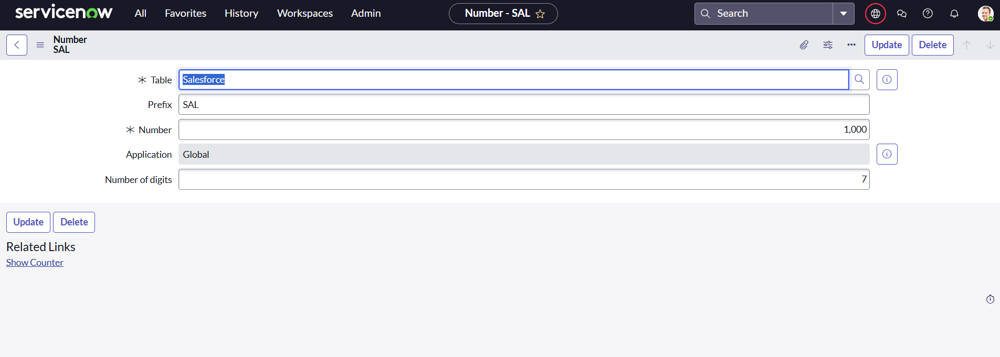 servicenow All Favorites History Workspaces Admin Number - SAL Search
Number
SAL
Update Delete
Table Salesforce
Prefix SAL
Number 1,000
Application Global
Number of digits 7
Update Delete
Related Links
Show Counter